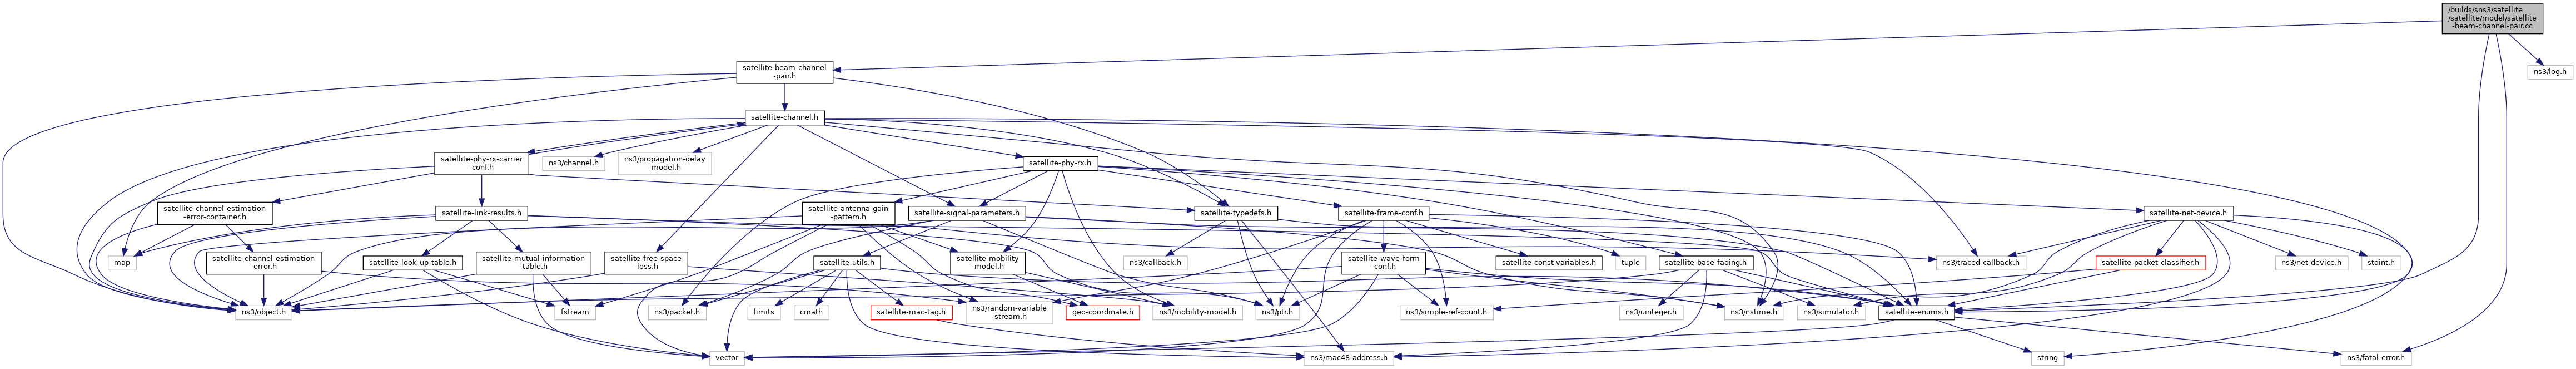 /builds/sns3/satellite
/satellite/model/satellite
-beam-channel-pair.cc
satellite-beam-channel
-pair.h
ns3/log.h
satellite-channel.h
satellite-phy-rx-carrier
-conf.h
ns3/channel.h
ns3/propagation-delay
-model.h
satellite-phy-rx.h
satellite-channel-estimation
-error-container.h
satellite-link-results.h
satellite-antenna-gain
-pattern.h
satellite-signal-parameters.h
satellite-typedefs.h
satellite-frame-conf.h
satellite-net-device.h
map
satellite-channel-estimation
-error.h
satellite-look-up-table.h
satellite-mutual-information
-table.h
satellite-free-space
-loss.h
satellite-utils.h
satellite-mobility
-model.h
ns3/callback.h
satellite-wave-form
-conf.h
satellite-const-variables.h
tuple
satellite-base-fading.h
ns3/traced-callback.h
satellite-packet-classifier.h
ns3/net-device.h
stdint.h
ns3/object.h
fstream
ns3/packet.h
limits
cmath
satellite-mac-tag.h
ns3/random-variable
-stream.h
geo-coordinate.h
ns3/mobility-model.h
ns3/ptr.h
ns3/simple-ref-count.h
ns3/uinteger.h
ns3/nstime.h
ns3/simulator.h
satellite-enums.h
vector
ns3/mac48-address.h
string
ns3/fatal-error.h